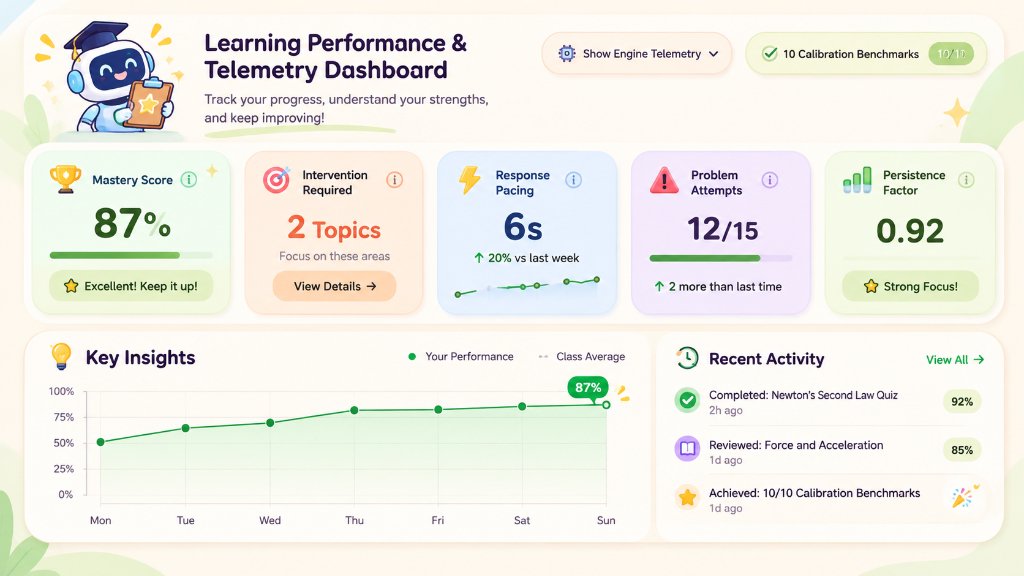 Learning Performance &
Telemetry Dashboard
Track your progress, understand your strengths,
and keep improving!
Show Engine Telemetry
10 Calibration Benchmarks
Mastery Score
87%
Excellent! Keep it up!
Intervention
Required
2 Topics
Focus on these areas
View Details →
Response
Pacing
6s
↑ 20% vs last week
Problem
Attempts
12/15
↑ 2 more than last time
Persistence
Factor
0.92
Strong Focus!
Key Insights
Your Performance
Class Average
100%
75%
50%
25%
0%
87%
Mon
Tue
Wed
Thu
Fri
Sat
Sun
Recent Activity
View All →
Completed: Newton's Second Law Quiz
2h ago
92%
Reviewed: Force and Acceleration
1d ago
85%
Achieved: 10/10 Calibration Benchmarks
1d ago